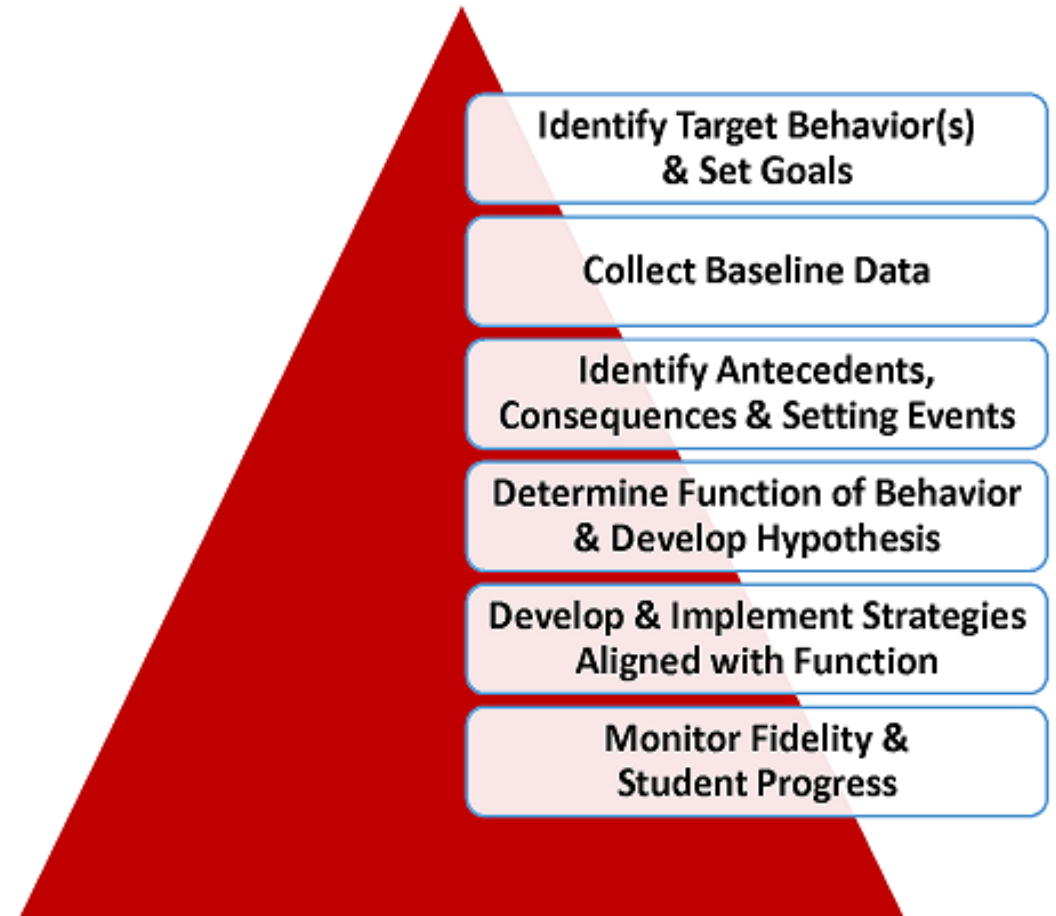 Identify Target Behavior(s)
& Set Goals
Collect Baseline Data
Identify Antecedents,
Consequences & Setting Events
Determine Function of Behavior
& Develop Hypothesis
Develop & Implement Strategies
Aligned with Function
Monitor Fidelity &
Student Progress